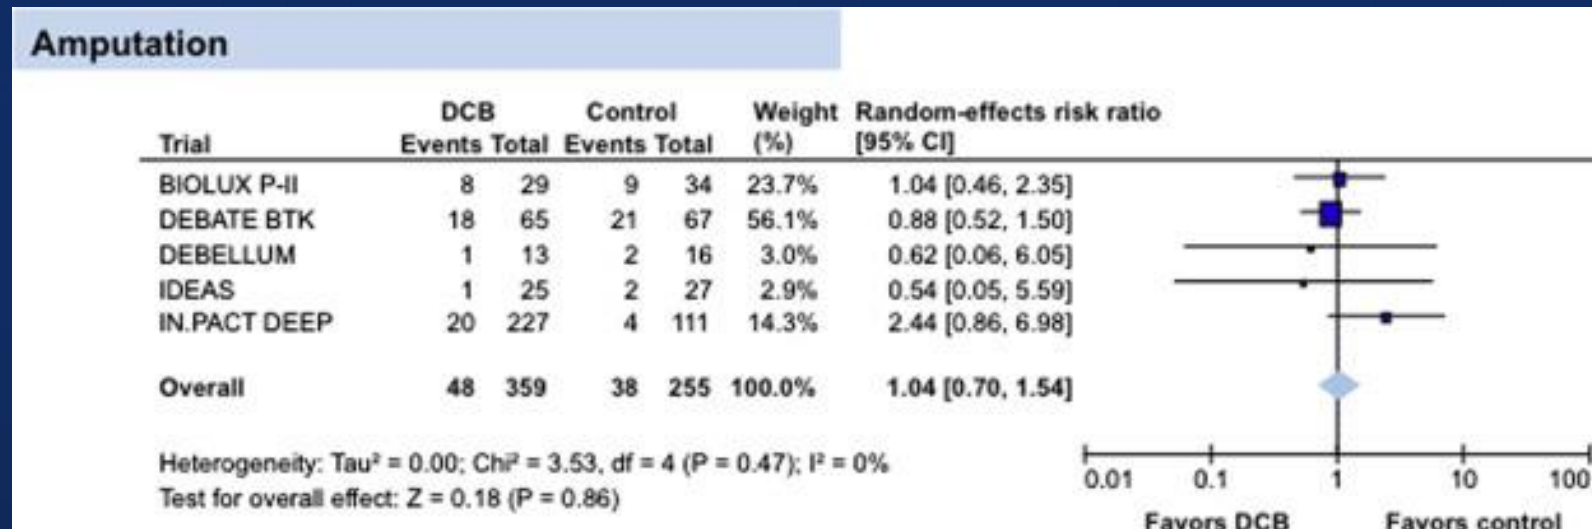 Amputation
DCB Control Weight Random-effects risk ratio
Trial Events Total Events Total (%) [95% CI]
BIOLUX P-II 8 29 9 34 23.7% 1.04 [0.46, 2.35]
DEBATE BTK 18 65 21 67 56.1% 0.88 [0.52, 1.50]
DEBELLUM 1 13 2 16 3.0% 0.62 [0.06, 6.05]
IDEAS 1 25 2 27 2.9% 0.54 [0.05, 5.59]
IN.PACT DEEP 20 227 4 111 14.3% 2.44 [0.86, 6.98]
Overall 48 359 38 255 100.0% 1.04 [0.70, 1.54]
Heterogeneity: Tau² = 0.00; Chi² = 3.53, df = 4 (P = 0.47); I² = 0%
Test for overall effect: Z = 0.18 (P = 0.86)
0.01 0.1 1 10 100
Favors DCB Favors control